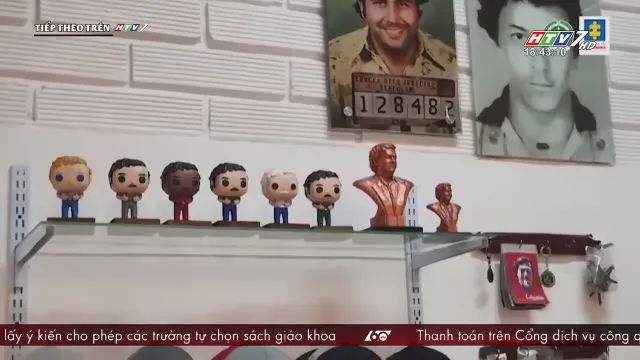 TIẾP THEO TRÊN HTV7
HTV7 HD
18:43:10
128482
lấy ý kiến cho phép các trường tự chọn sách giáo khoa
60
Thanh toán trên Cổng dịch vụ công q